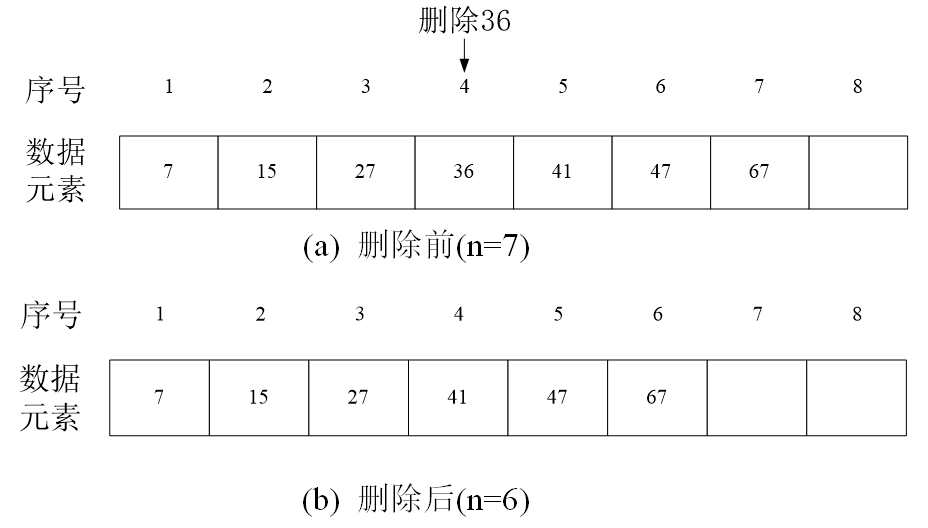 删除36
序号 1 2 3 4 5 6 7 8
数据
元素
7 15 27 36 41 47 67
(a) 删除前(n=7)
序号 1 2 3 4 5 6 7 8
数据
元素
7 15 27 41 47 67
(b) 删除后(n=6)